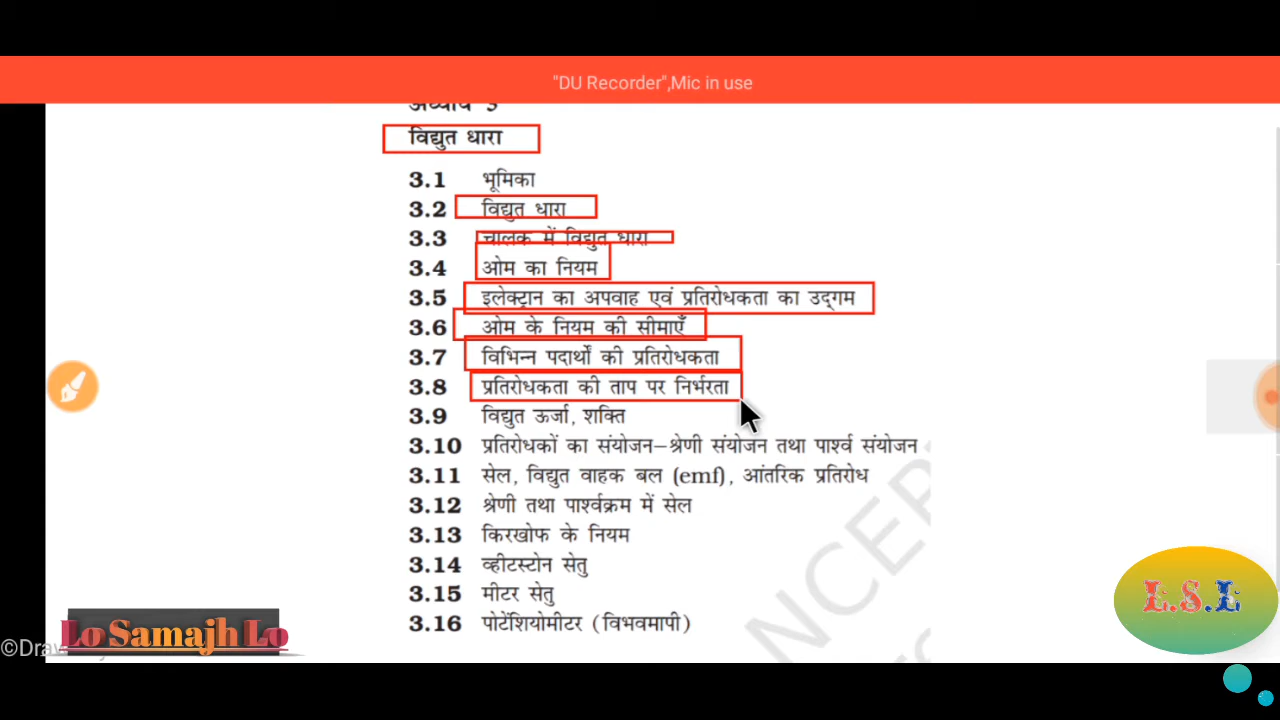 "DU Recorder",Mic in use
अध्याय 3
विद्युत धारा
3.1 भूमिका
3.2 विद्युत धारा
3.3 चालक में विद्युत धारा
3.4 ओम का नियम
3.5 इलेक्ट्रान का अपवाह एवं प्रतिरोधकता का उद्गम
3.6 ओम के नियम की सीमाएँ
3.7 विभिन्न पदार्थों की प्रतिरोधकता
3.8 प्रतिरोधकता की ताप पर निर्भरता
3.9 विद्युत ऊर्जा, शक्ति
3.10 प्रतिरोधकों का संयोजन–श्रेणी संयोजन तथा पार्श्व संयोजन
3.11 सेल, विद्युत वाहक बल (emf), आंतरिक प्रतिरोध
3.12 श्रेणी तथा पार्श्वक्रम में सेल
3.13 किरखोफ के नियम
3.14 व्हीटस्टोन सेतु
3.15 मीटर सेतु
3.16 पोटेंशियोमीटर (विभवमापी)
NCER
L.S.L
Lo Samajh Lo